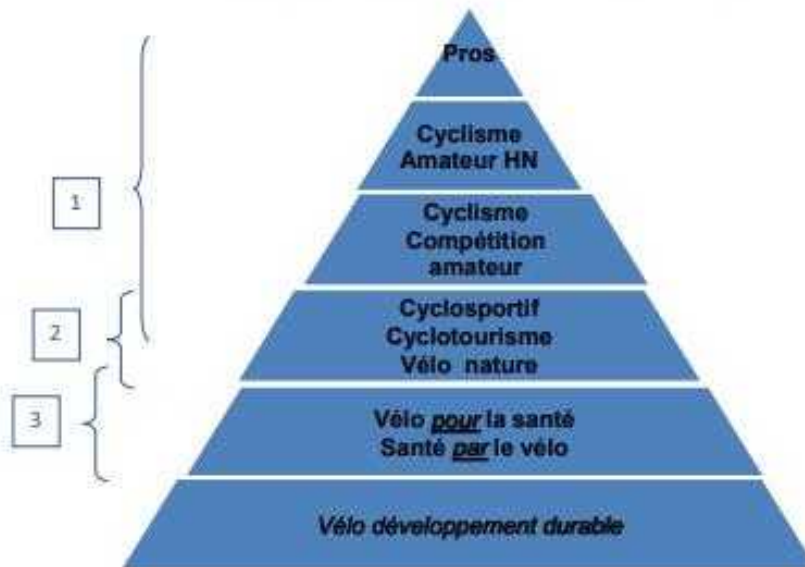 Pros
Cyclisme
Amateur HN
1
Cyclisme
Compétition
amateur
2
Cyclosportif
Cyclotourisme
Vélo nature
3
Vélo pour la santé
Santé par le vélo
Vélo développement durable